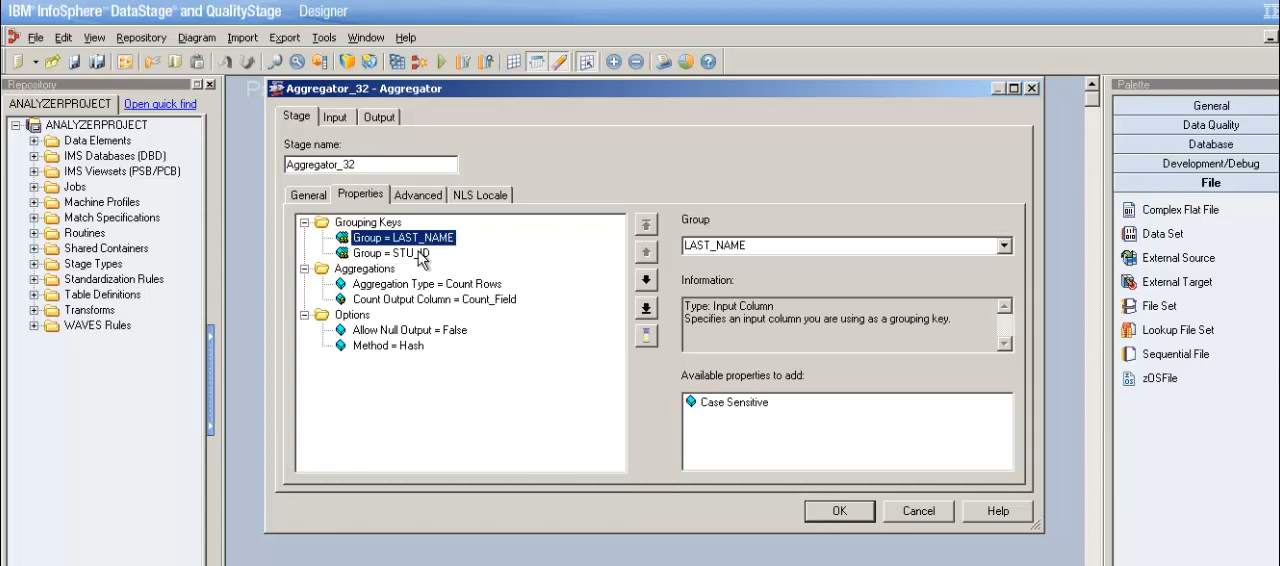 IBM® InfoSphere™ DataStage® and QualityStage Designer
File Edit View Repository Diagram Import Export Tools Window Help
Repository
ANALYZERPROJECT Open quick find
ANALYZERPROJECT
Data Elements
IMS Databases (DBD)
IMS Viewsets (PSB/PCB)
Jobs
Machine Profiles
Match Specifications
Routines
Shared Containers
Stage Types
Standardization Rules
Table Definitions
Transforms
WAVES Rules
Aggregator_32 - Aggregator
Stage Input Output
Stage name:
Aggregator_32
General Properties Advanced NLS Locale
Grouping Keys
Group = LAST_NAME
Group = STU_ID
Aggregations
Aggregation Type = Count Rows
Count Output Column = Count_Field
Options
Allow Null Output = False
Method = Hash
Group
LAST_NAME
Information:
Type: Input Column
Specifies an input column you are using as a grouping key.
Available properties to add:
Case Sensitive
OK Cancel Help
Palette
General
Data Quality
Database
Development/Debug
File
Complex Flat File
Data Set
External Source
External Target
File Set
Lookup File Set
Sequential File
zOSFile